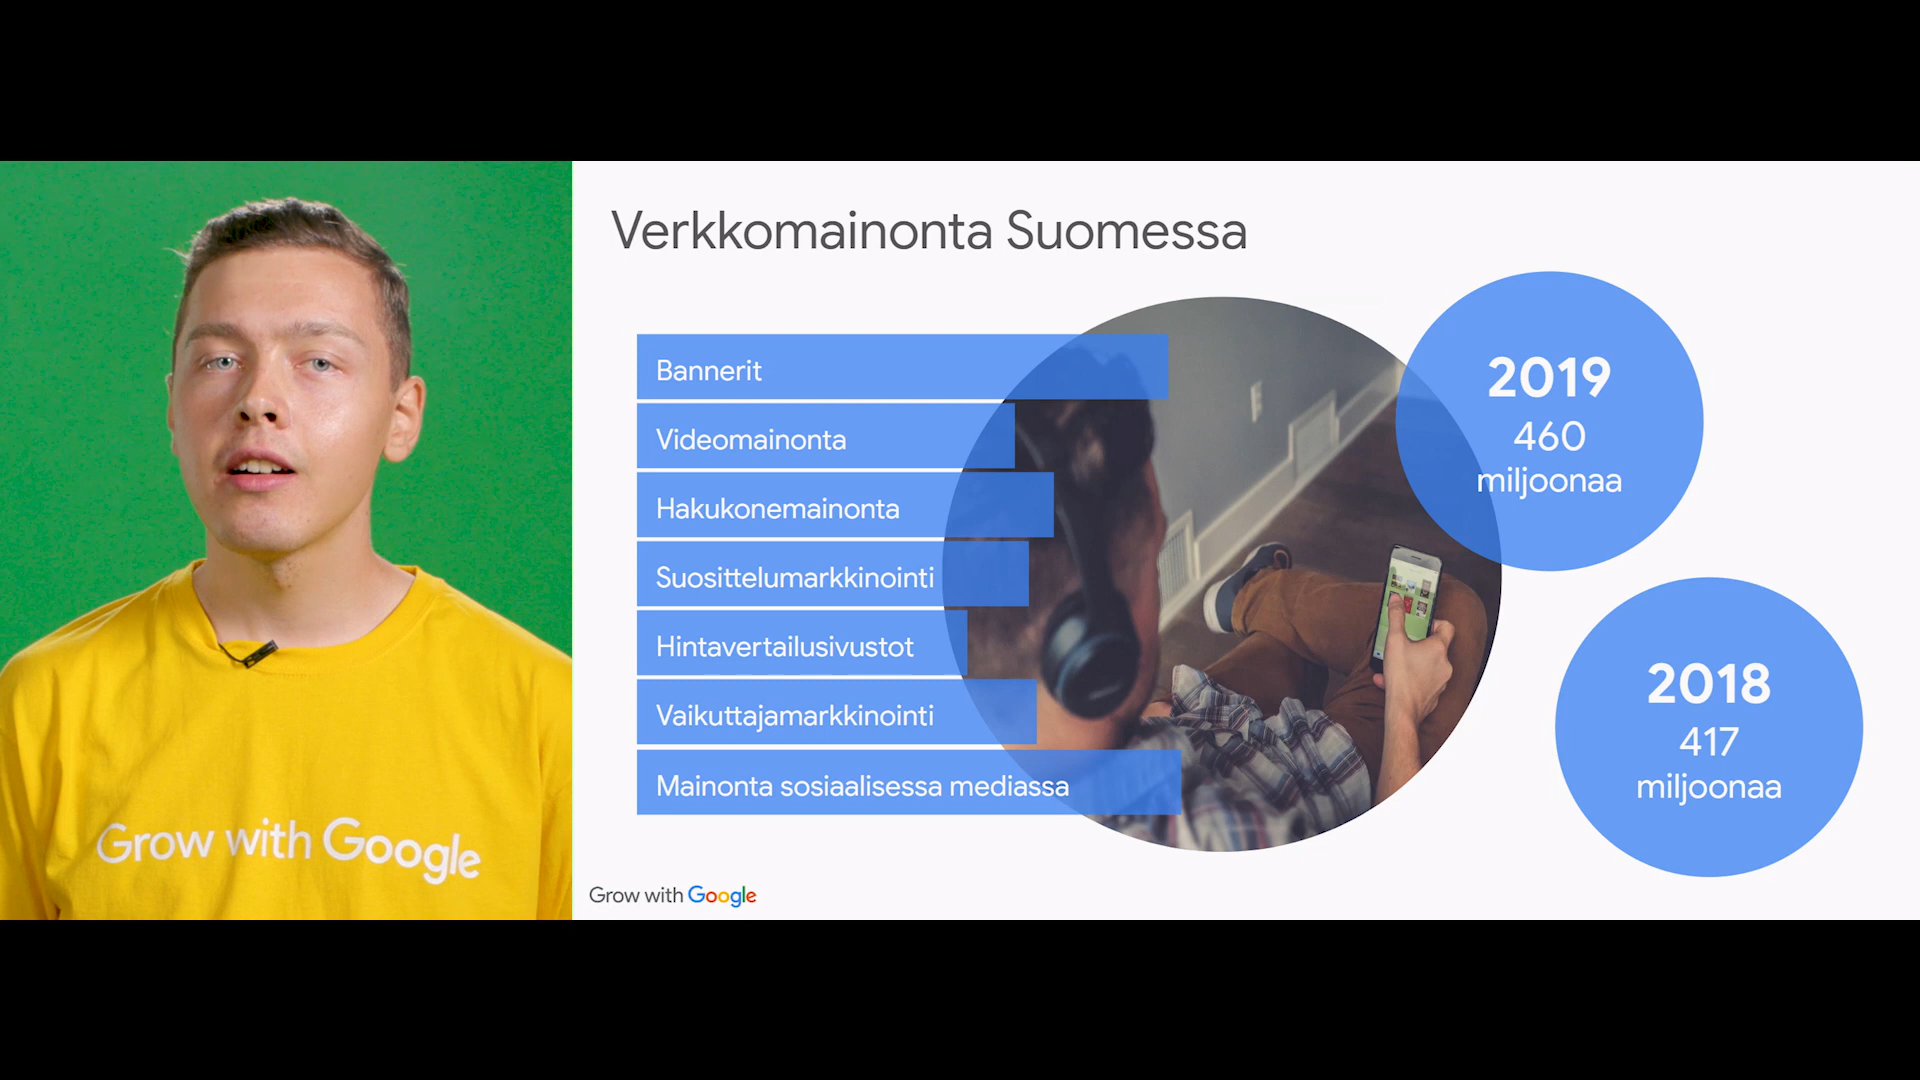 Verkkomainonta Suomessa
Bannerit
Videomainonta
Hakukonemainonta
Suosittelumarkkinointi
Hintavertailusivustot
Vaikuttajamarkkinointi
Mainonta sosiaalisessa mediassa
2019
460
miljoonaa
2018
417
miljoonaa
Grow with Google
Grow with Google